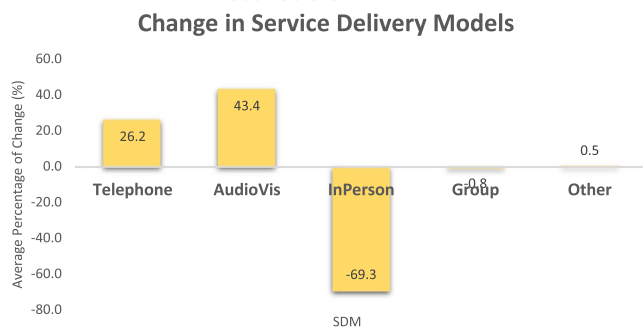 Change in Service Delivery Models
Average Percentage of Change (%)
60.0
40.0
20.0
0.0
-20.0
-40.0
-60.0
-80.0
26.2
43.4
-69.3
-0.8
0.5
Telephone
AudioVis
InPerson
Group
Other
SDM